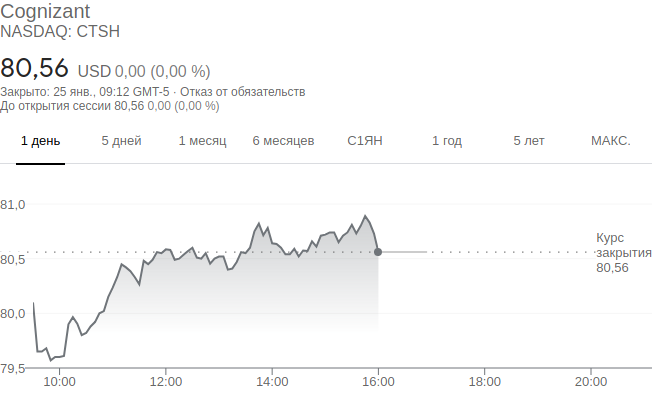 Cognizant
NASDAQ: CTSH
80,56 USD 0,00 (0,00 %)
Закрыто: 25 янв., 09:12 GMT-5 · Отказ от обязательств
До открытия сессии 80,56 0,00 (0,00 %)
1 день 5 дней 1 месяц 6 месяцев С1ЯН 1 год 5 лет МАКС.
81,0
Курс
закрытия
80,56
80,5
80,0
79,5
10:00 12:00 14:00 16:00 18:00 20:00